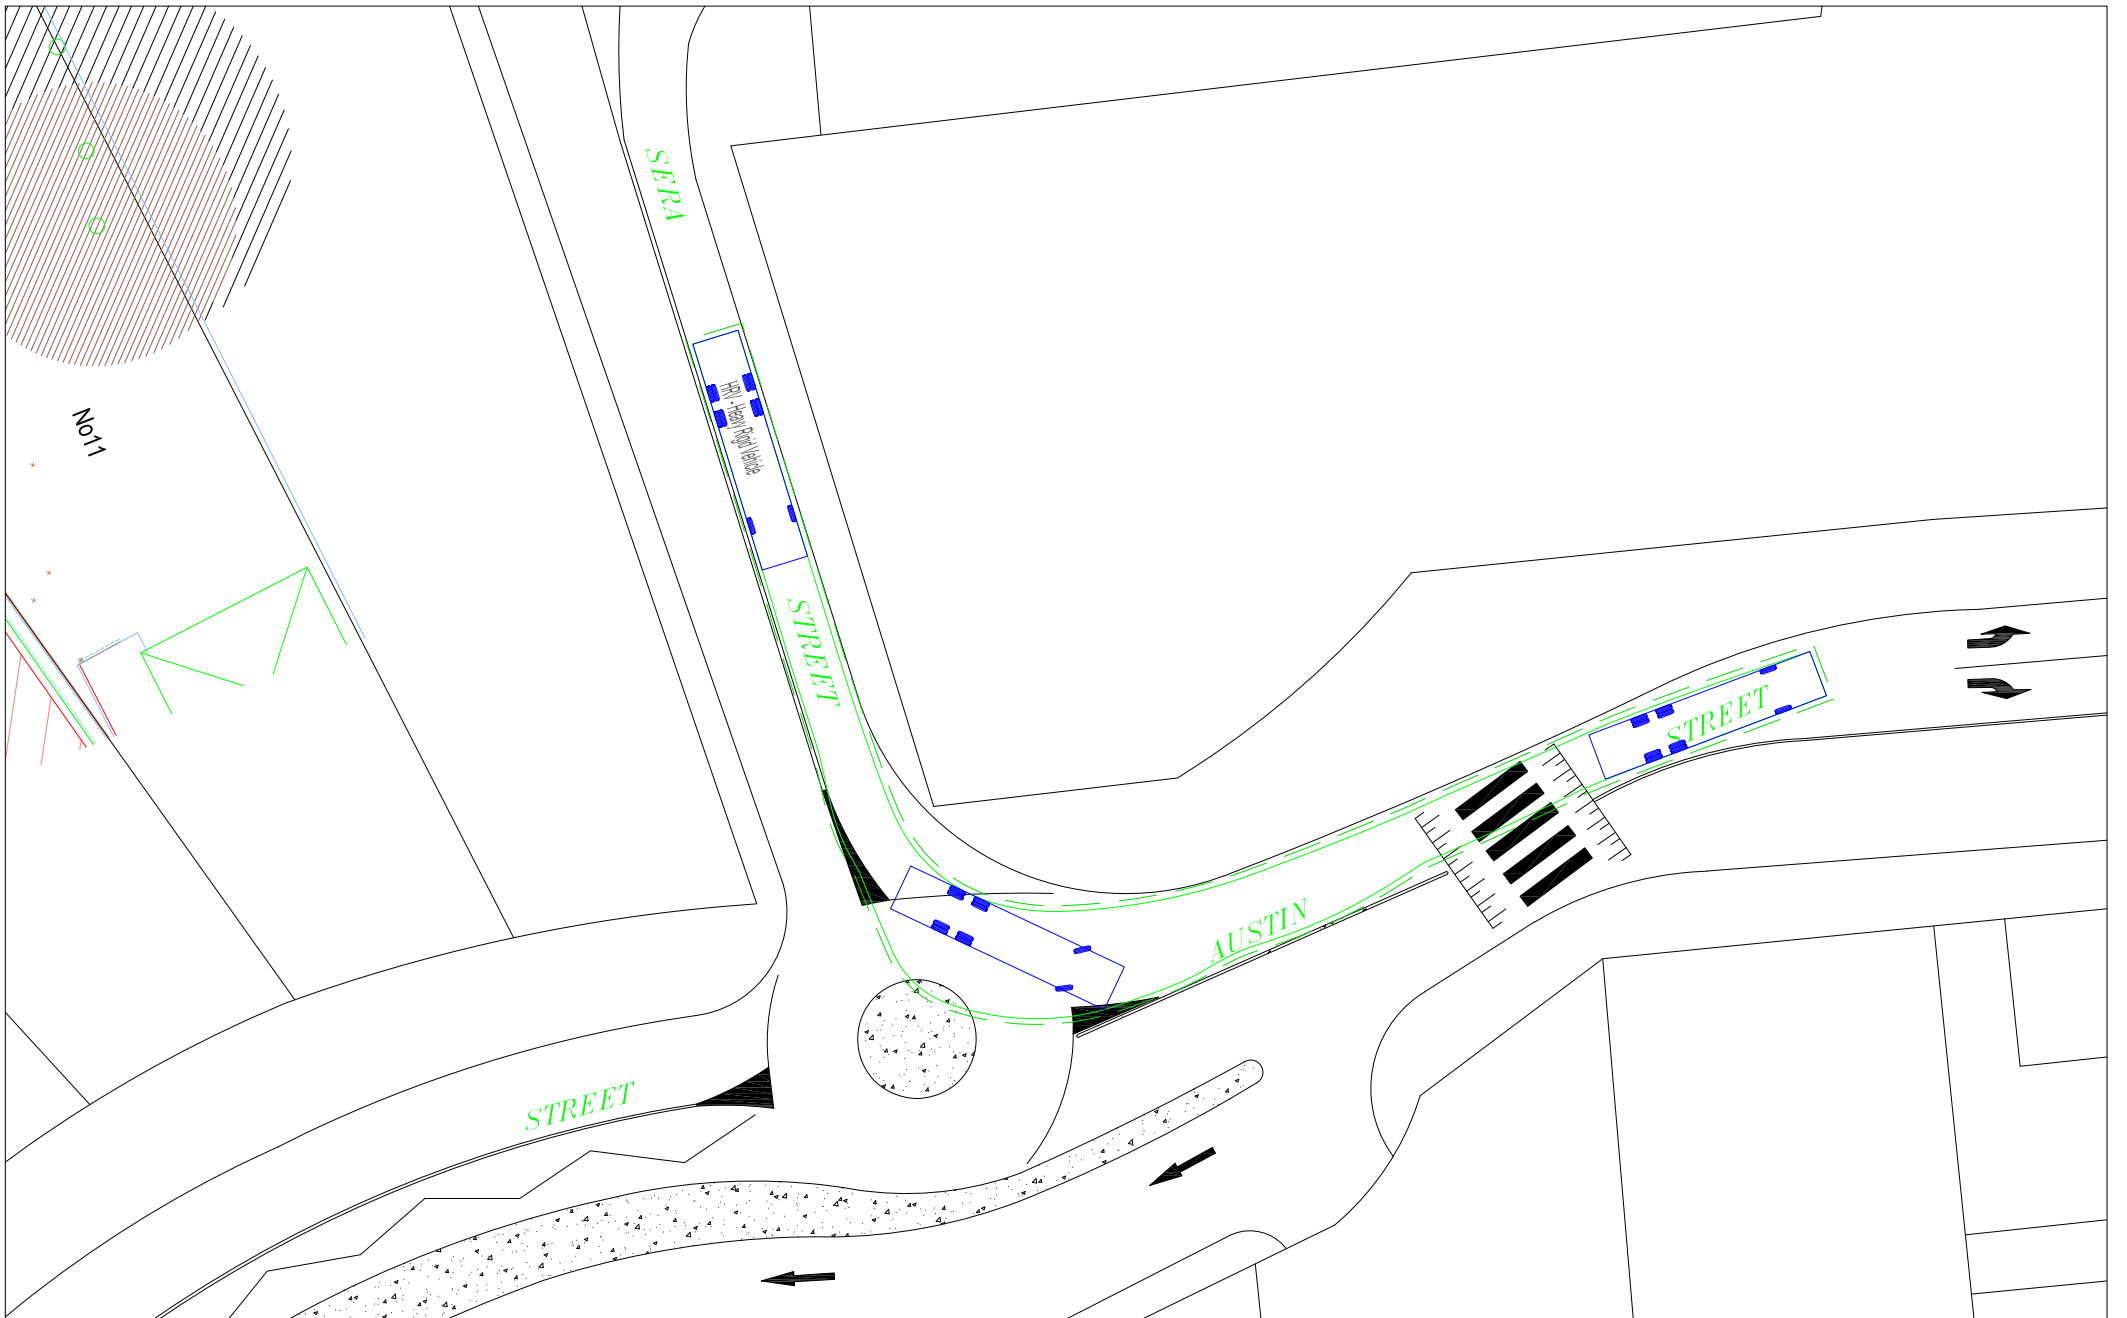 SERA
No11
HRV - Heavy Rigid Vehicle
STREET
STREET
AUSTIN
STREET